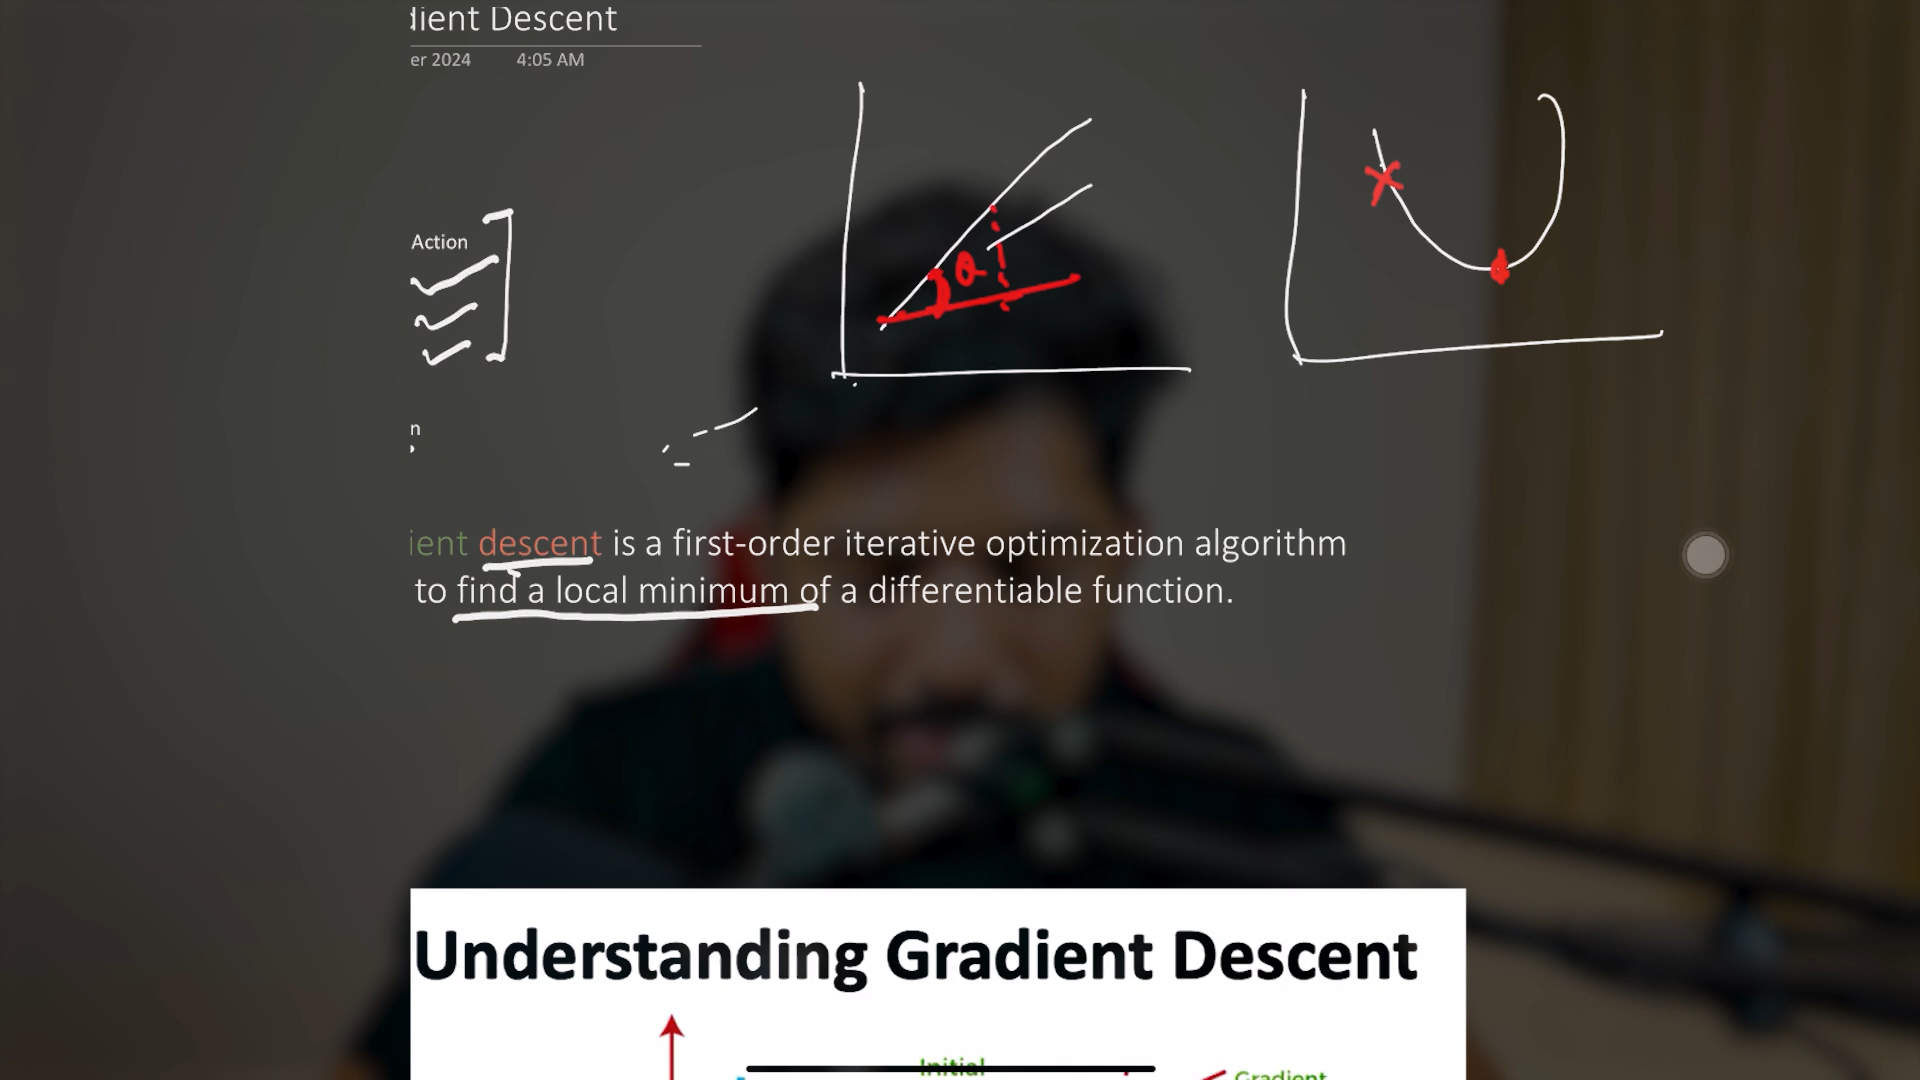 dient Descent
er 2024 4:05 AM
Action
θ
n
ient descent is a first-order iterative optimization algorithm
to find a local minimum of a differentiable function.
Understanding Gradient Descent
Initial
Gradient